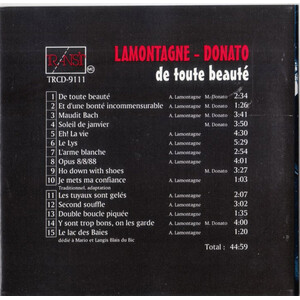 LAMONTAGNE - DONATO
de toute beauté
TRCD-9111
1 De toute beauté A. Lamontagne M. Donato 2:34
2 Et d'une bonté incommensurable A. Lamontagne M. Donato 1:26
3 Maudit Bach A. Lamontagne M. Donato 3:41
4 Soleil de janvier A. Lamontagne M. Donato 3:50
5 Eh! La vie A. Lamontagne 4:30
6 Le Lys A. Lamontagne 5:29
7 L'arme blanche A. Lamontagne 2:54
8 Opus 8/8/88 A. Lamontagne 4:01
9 Ho down with shoes M. Donato 3:27
10 Je mets ma confiance A. Lamontagne 1:03
Traditionnel, adaptation
11 Les tuyaux sont gelés A. Lamontagne 2:07
12 Second souffle A. Lamontagne 3:02
13 Double boucle piquée A. Lamontagne 1:35
14 Y sont trop bons, on les garde A. Lamontagne M. Donato 4:00
15 Le lac des Baies A. Lamontagne 1:20
dédié à Mario et Langis Blais du Bic
Total : 44:59